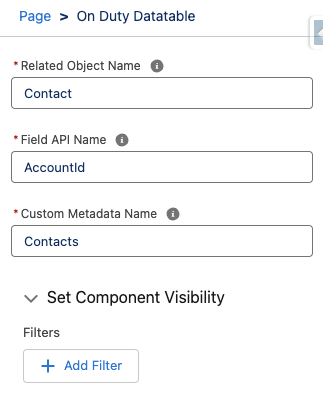 Page > On Duty Datatable
* Related Object Name
Contact
* Field API Name
AccountId
* Custom Metadata Name
Contacts
Set Component Visibility
Filters
+ Add Filter